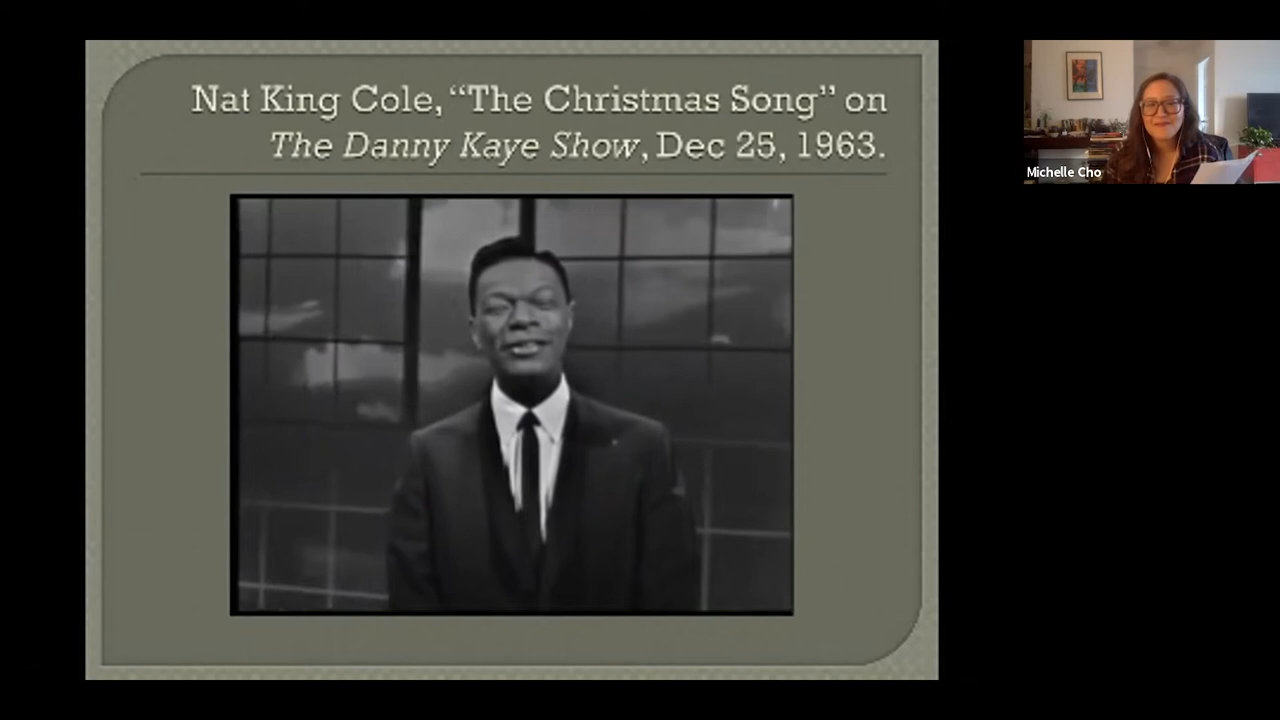 Nat King Cole, “The Christmas Song” on
The Danny Kaye Show, Dec 25, 1963.
Michelle Cho